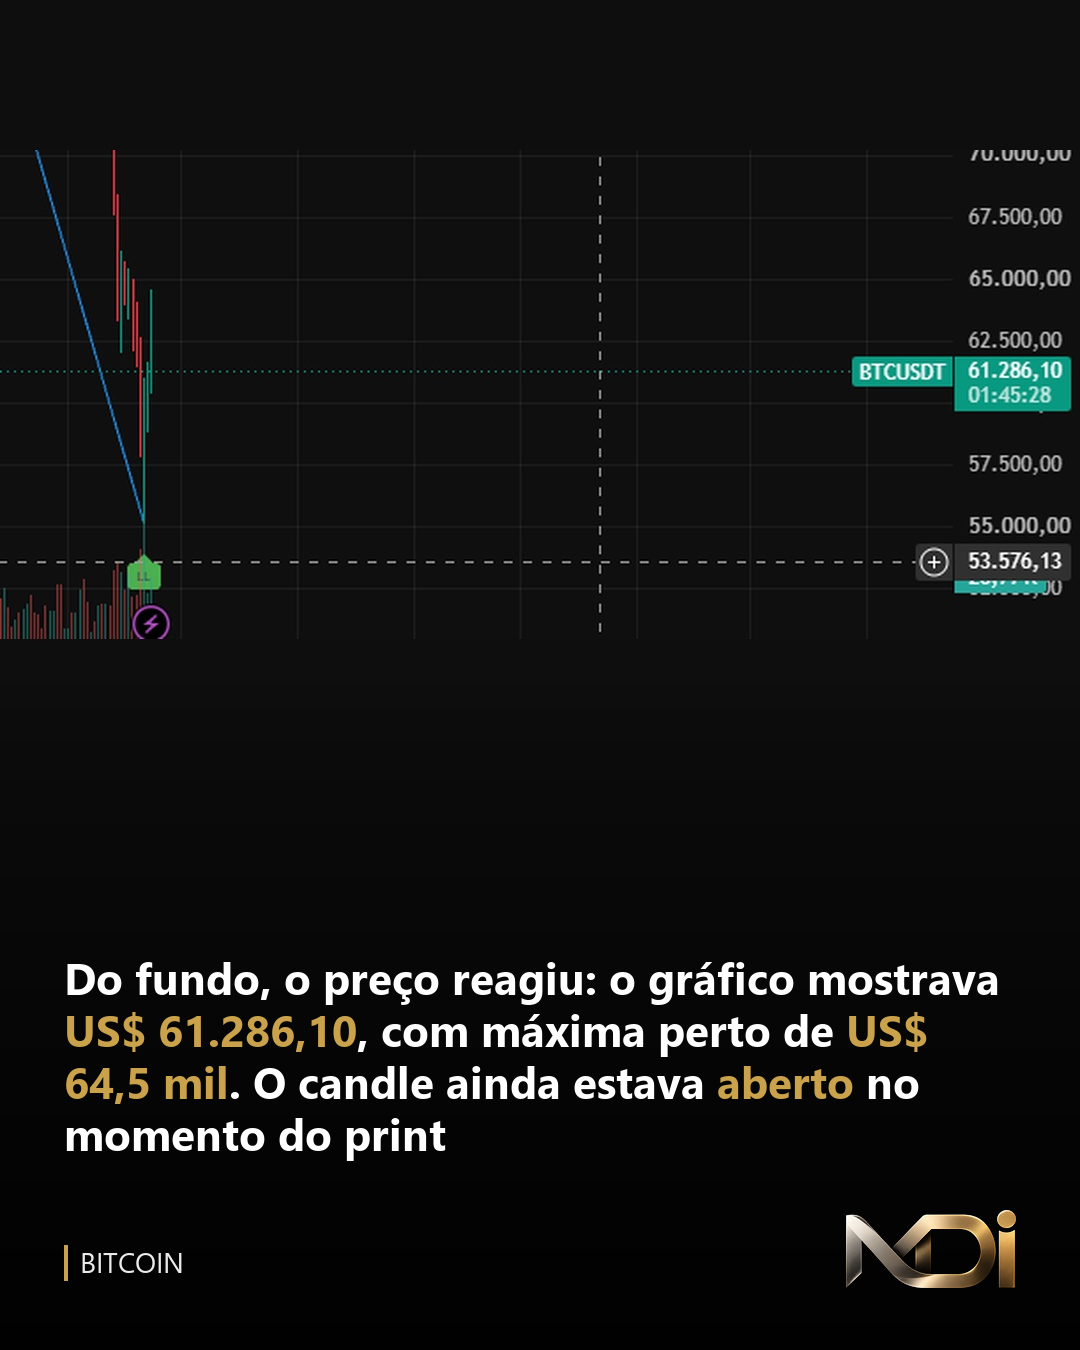 70.000,00
67.500,00
65.000,00
62.500,00
BTCUSDT 61.286,10
01:45:28
57.500,00
55.000,00
53.576,13
LL
Do fundo, o preço reagiu: o gráfico mostrava
US$ 61.286,10, com máxima perto de US$
64,5 mil. O candle ainda estava aberto no
momento do print
BITCOIN
MDi